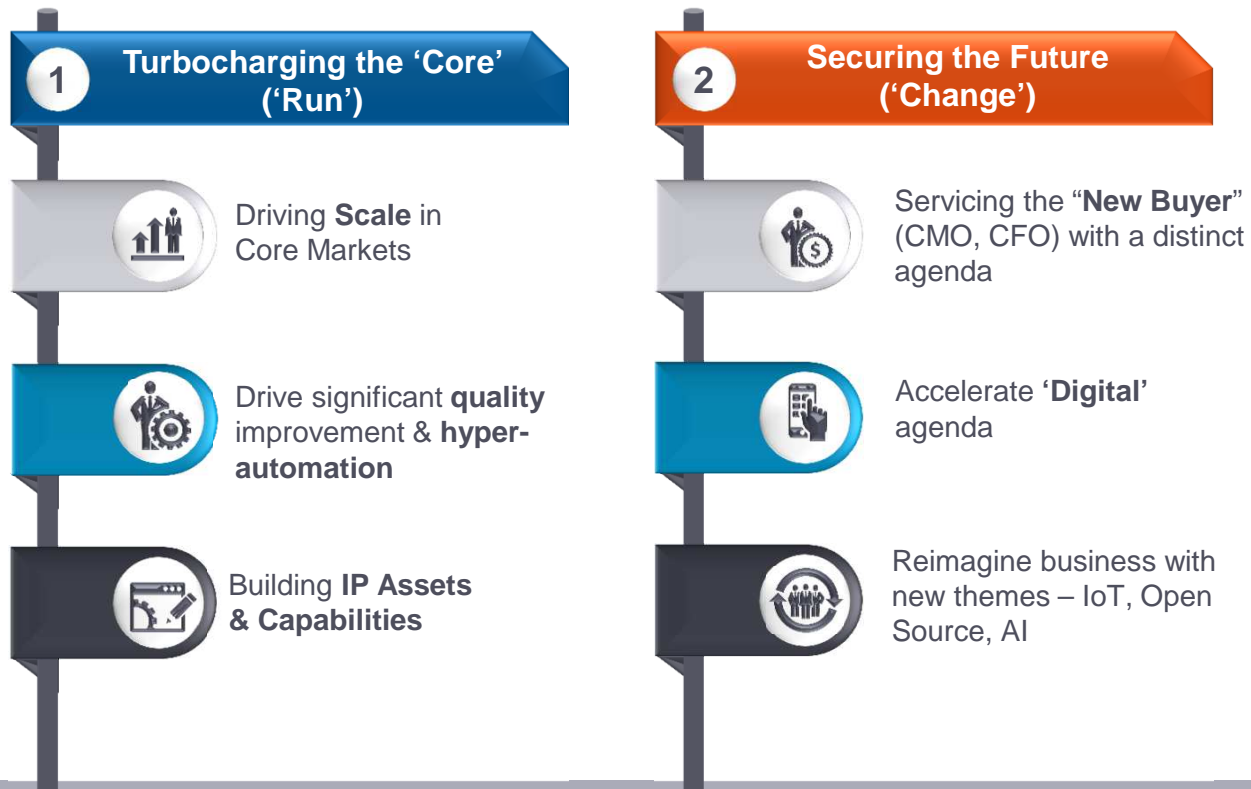 1
Turbocharging the ‘Core’
(‘Run’)
Driving Scale in
Core Markets
Drive significant quality
improvement & hyper-
automation
Building IP Assets
& Capabilities
2
Securing the Future
(‘Change’)
Servicing the “New Buyer”
(CMO, CFO) with a distinct
agenda
$
Accelerate ‘Digital’
agenda
Reimagine business with
new themes – IoT, Open
Source, AI